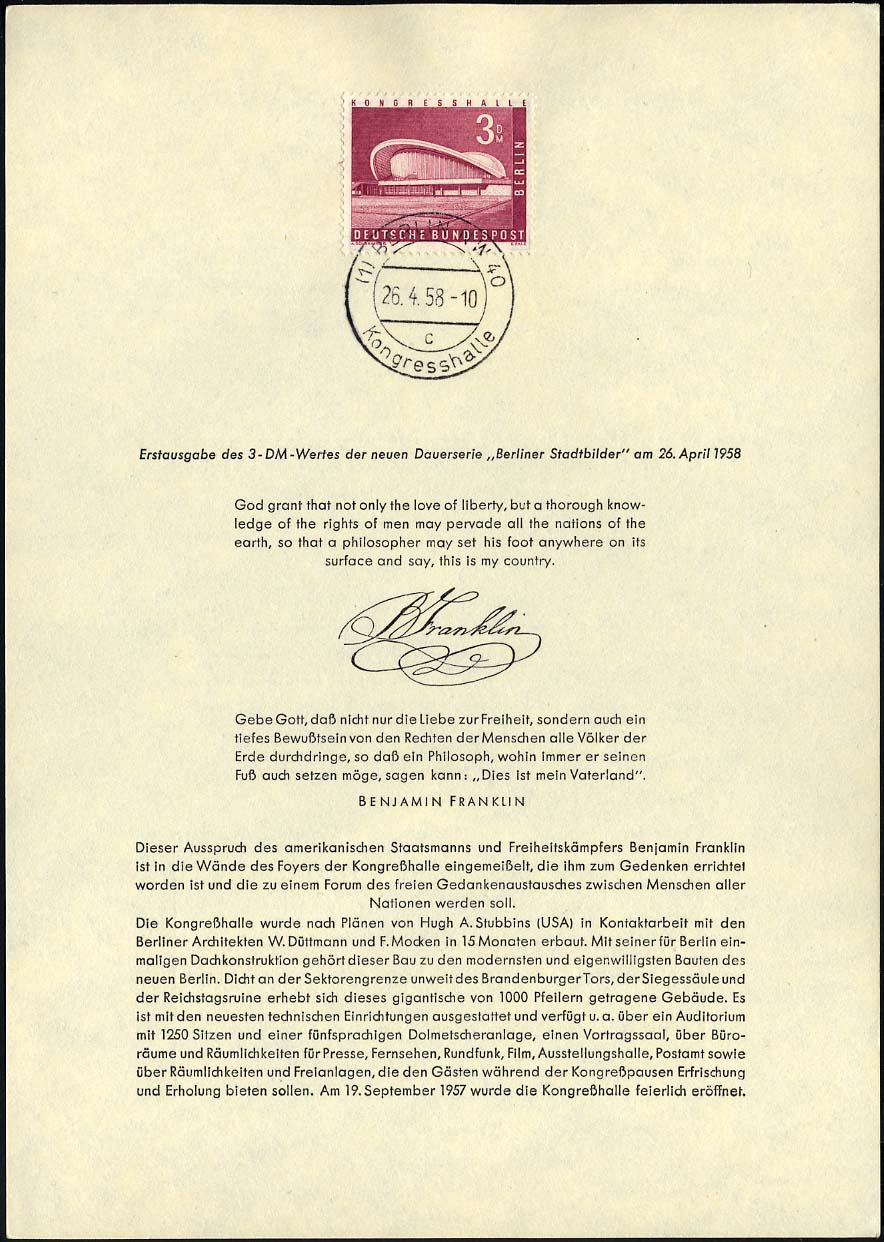 KONGRESSHALLE
3 DM
BERLIN
DEUTSCHE BUNDESPOST
(1) BERLIN NW 40
26.4.58-10
c
Kongresshalle
Erstausgabe des 3-DM-Wertes der neuen Dauerserie „Berliner Stadtbilder" am 26. April 1958
God grant that not only the love of liberty, but a thorough know-
ledge of the rights of men may pervade all the nations of the
earth, so that a philosopher may set his foot anywhere on its
surface and say, this is my country.
B Franklin
Gebe Gott, daß nicht nur die Liebe zur Freiheit, sondern auch ein
tiefes Bewußtsein von den Rechten der Menschen alle Völker der
Erde durchdringe, so daß ein Philosoph, wohin immer er seinen
Fuß auch setzen möge, sagen kann: „Dies ist mein Vaterland".
BENJAMIN FRANKLIN
Dieser Ausspruch des amerikanischen Staatsmanns und Freiheitskämpfers Benjamin Franklin
ist in die Wände des Foyers der Kongreßhalle eingemeißelt, die ihm zum Gedenken errichtet
worden ist und die zu einem Forum des freien Gedankenaustausches zwischen Menschen aller
Nationen werden soll.
Die Kongreßhalle wurde nach Plänen von Hugh A. Stubbins (USA) in Kontaktarbeit mit den
Berliner Architekten W. Düttmann und F. Mocken in 15 Monaten erbaut. Mit seiner für Berlin ein-
maligen Dachkonstruktion gehört dieser Bau zu den modernsten und eigenwilligsten Bauten des
neuen Berlin. Dicht an der Sektorengrenze unweit des Brandenburger Tors, der Siegessäule und
der Reichstagsruine erhebt sich dieses gigantische von 1000 Pfeilern getragene Gebäude. Es
ist mit den neuesten technischen Einrichtungen ausgestattet und verfügt u. a. über ein Auditorium
mit 1250 Sitzen und einer fünfsprachigen Dolmetscheranlage, einen Vortragssaal, über Büro-
räume und Räumlichkeiten für Presse, Fernsehen, Rundfunk, Film, Ausstellungshalle, Postamt sowie
über Räumlichkeiten und Freianlagen, die den Gästen während der Kongreßpausen Erfrischung
und Erholung bieten sollen. Am 19. September 1957 wurde die Kongreßhalle feierlich eröffnet.